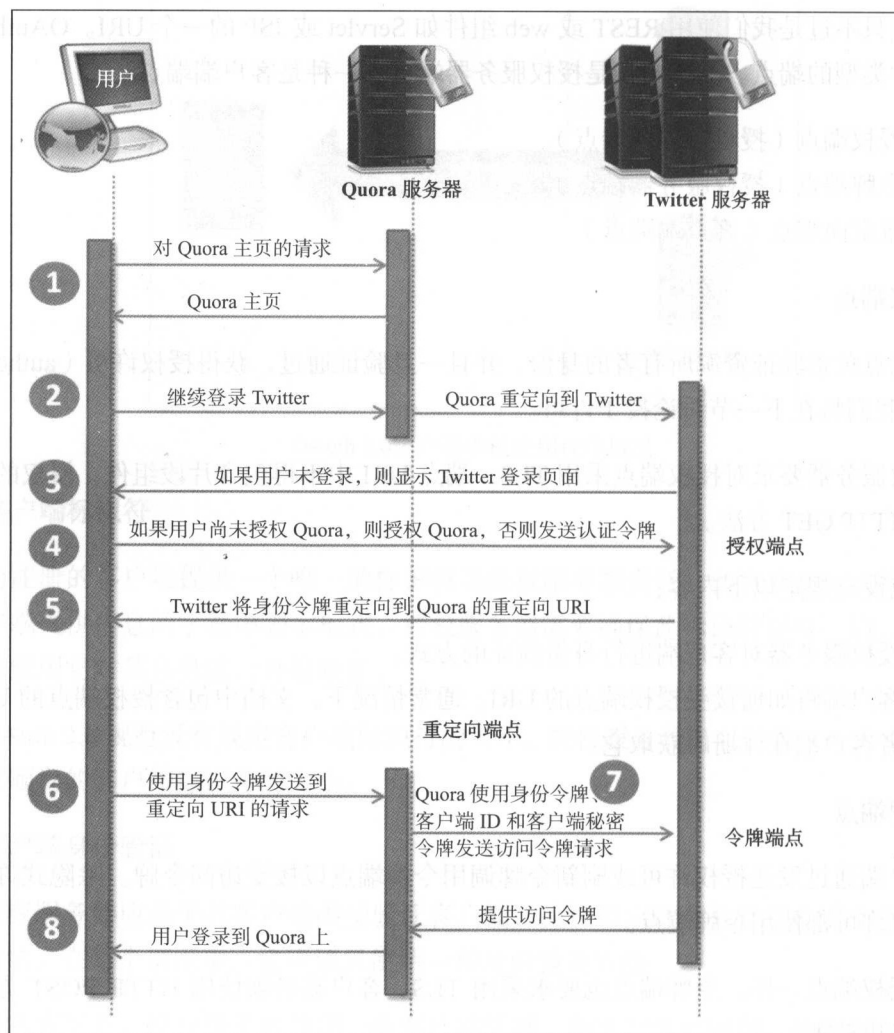 用户
Quora 服务器
Twitter 服务器
1
对 Quora 主页的请求
Quora 主页
2
继续登录 Twitter
Quora 重定向到 Twitter
3
如果用户未登录，则显示 Twitter 登录页面
4
如果用户尚未授权 Quora，则授权 Quora，否则发送认证令牌
授权端点
5
Twitter 将身份令牌重定向到 Quora 的重定向 URI
重定向端点
6
使用身份令牌发送到
重定向 URI 的请求
7
Quora 使用身份令牌、
客户端 ID 和客户端秘密
令牌发送访问令牌请求
令牌端点
提供访问令牌
8
用户登录到 Quora 上